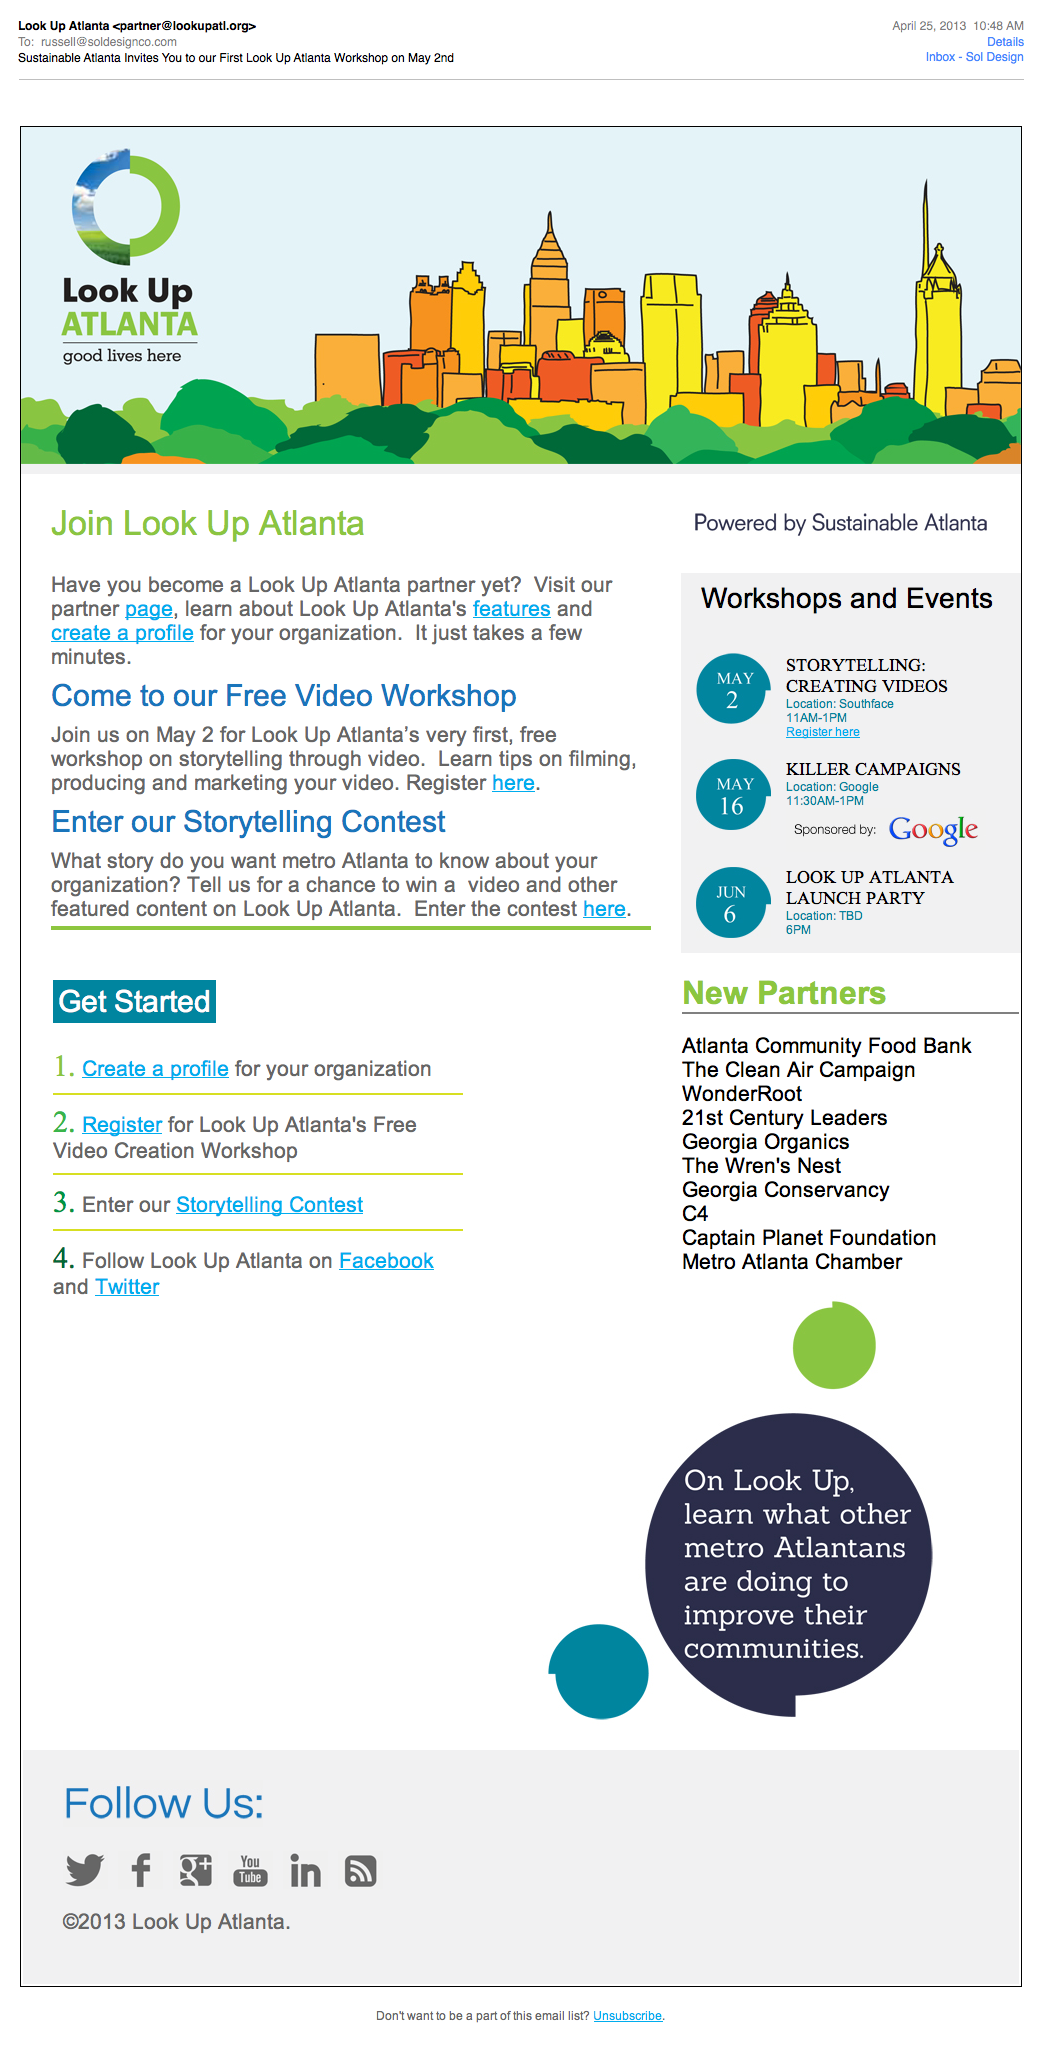 Look Up Atlanta <partner@lookupatl.org>
April 25, 2013 10:48 AM
To: russell@soldesignco.com
Details
Sustainable Atlanta Invites You to our First Look Up Atlanta Workshop on May 2nd
Inbox - Sol Design
Look Up
ATLANTA
good lives here
Join Look Up Atlanta
Have you become a Look Up Atlanta partner yet? Visit our
partner page, learn about Look Up Atlanta's features and
create a profile for your organization. It just takes a few
minutes.
Come to our Free Video Workshop
Join us on May 2 for Look Up Atlanta’s very first, free
workshop on storytelling through video. Learn tips on filming,
producing and marketing your video. Register here.
Enter our Storytelling Contest
What story do you want metro Atlanta to know about your
organization? Tell us for a chance to win a video and other
featured content on Look Up Atlanta. Enter the contest here.
Get Started
1. Create a profile for your organization
2. Register for Look Up Atlanta's Free
Video Creation Workshop
3. Enter our Storytelling Contest
4. Follow Look Up Atlanta on Facebook
and Twitter
Powered by Sustainable Atlanta
Workshops and Events
MAY
2
STORYTELLING:
CREATING VIDEOS
Location: Southface
11AM-1PM
Register here
MAY
16
KILLER CAMPAIGNS
Location: Google
11:30AM-1PM
Sponsored by: Google
JUN
6
LOOK UP ATLANTA
LAUNCH PARTY
Location: TBD
6PM
New Partners
Atlanta Community Food Bank
The Clean Air Campaign
WonderRoot
21st Century Leaders
Georgia Organics
The Wren's Nest
Georgia Conservancy
C4
Captain Planet Foundation
Metro Atlanta Chamber
On Look Up,
learn what other
metro Atlantans
are doing to
improve their
communities.
Follow Us:
You
Tube
©2013 Look Up Atlanta.
Don't want to be a part of this email list? Unsubscribe.